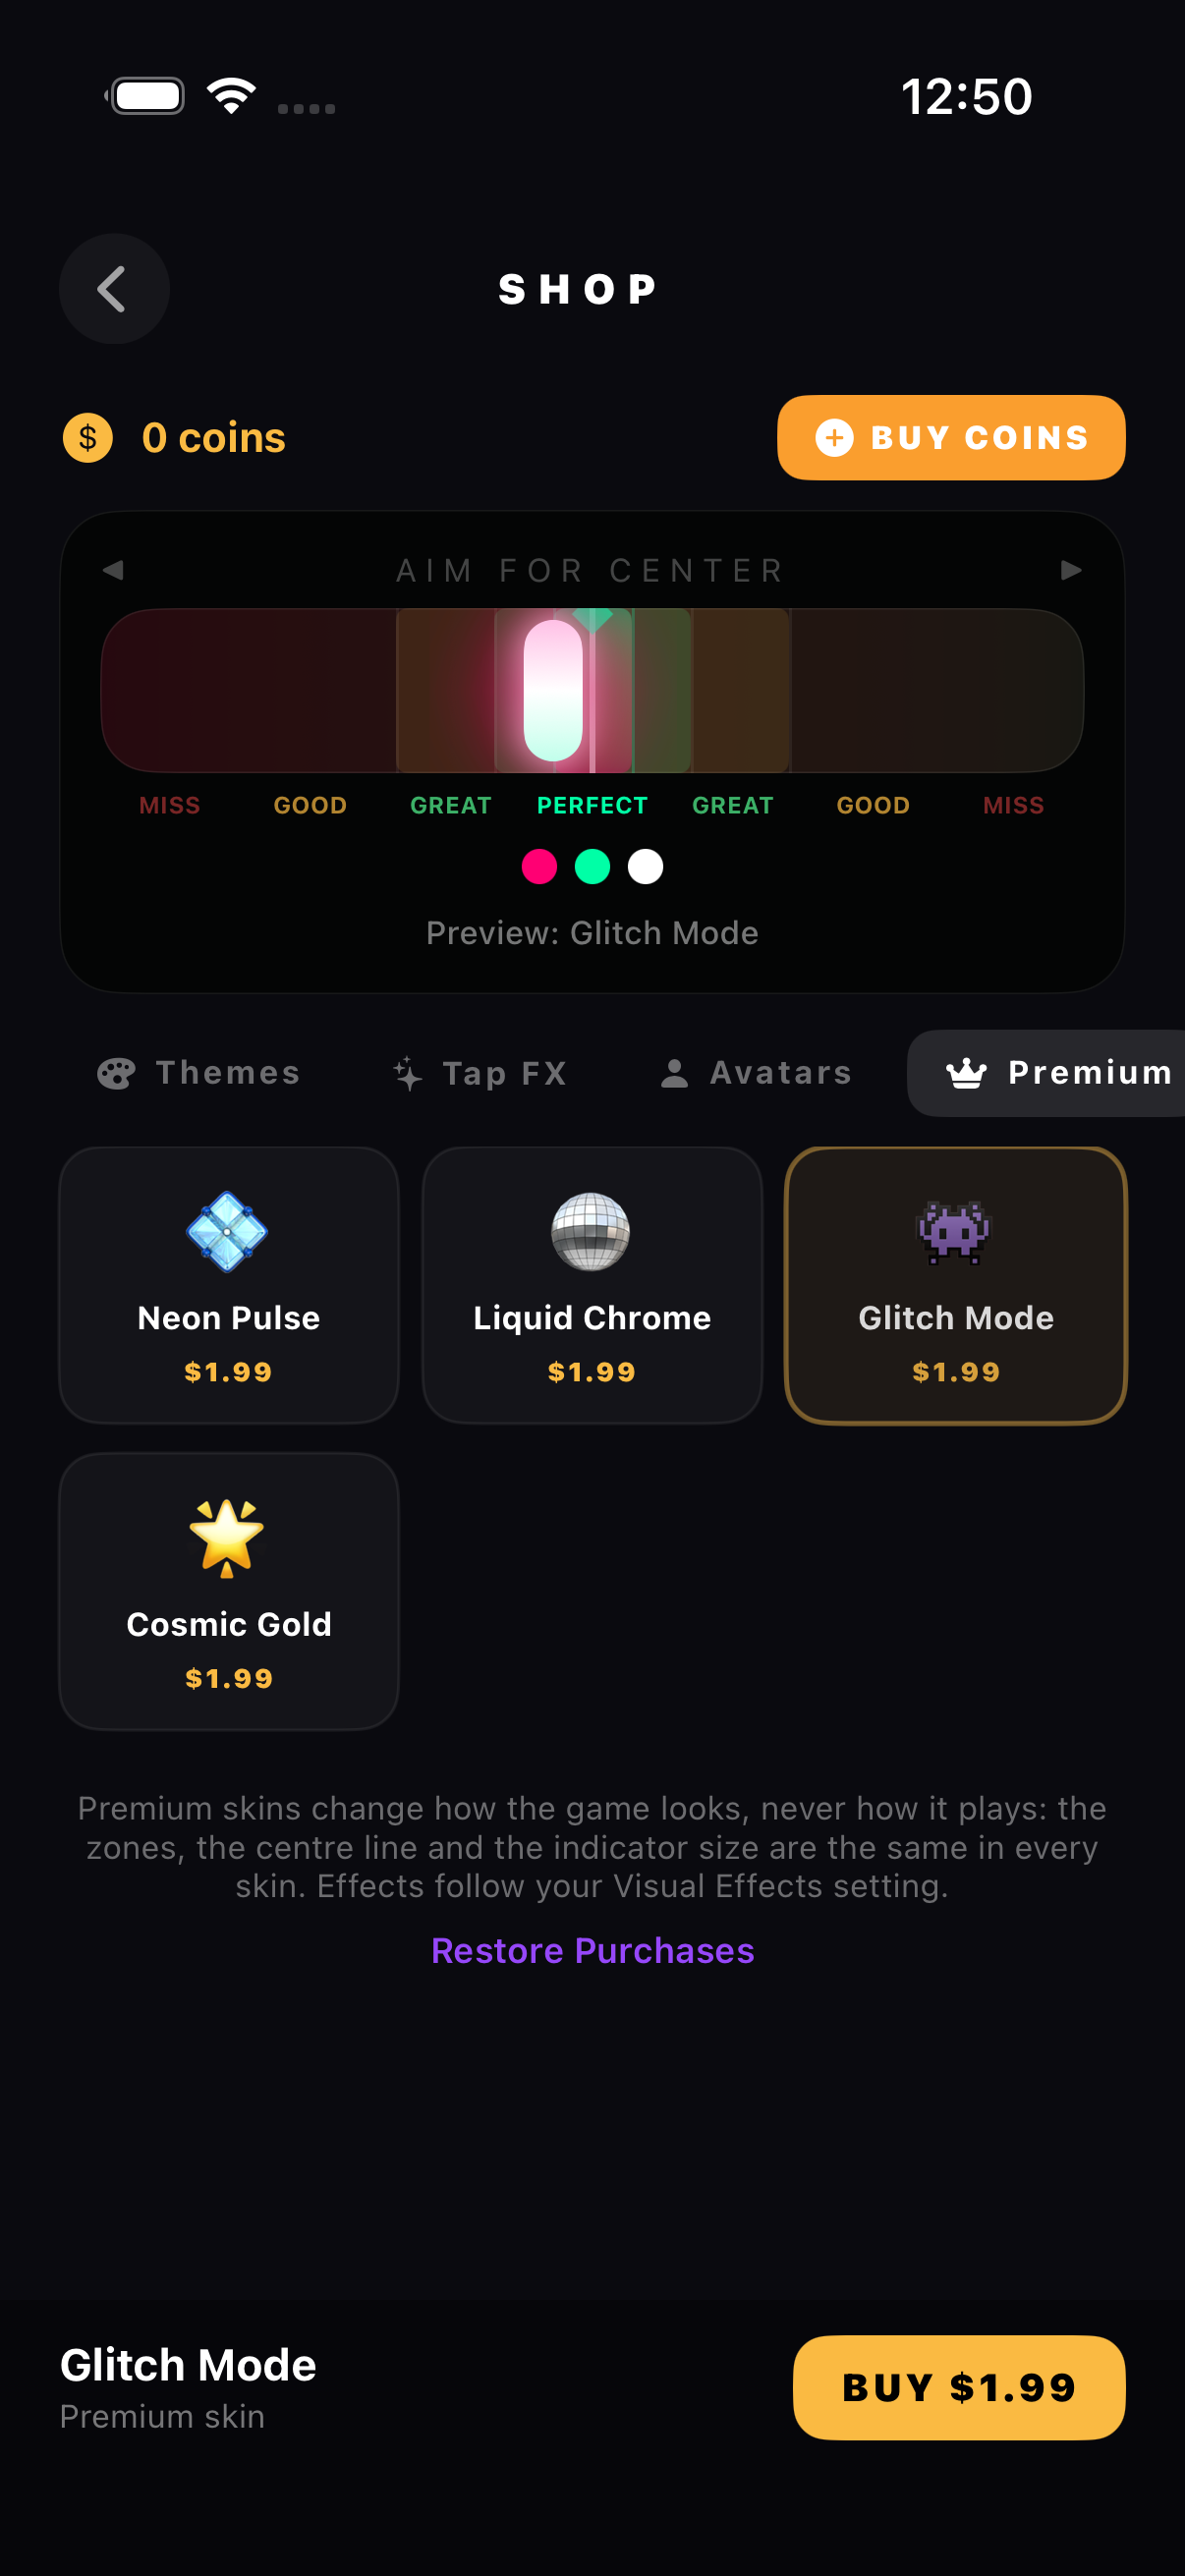 12:50
SHOP
0 coins
BUY COINS
AIM FOR CENTER
MISS GOOD GREAT PERFECT GREAT GOOD MISS
Preview: Glitch Mode
Themes Tap FX Avatars Premium
Neon Pulse
$1.99
Liquid Chrome
$1.99
Glitch Mode
$1.99
Cosmic Gold
$1.99
Premium skins change how the game looks, never how it plays: the
zones, the centre line and the indicator size are the same in every
skin. Effects follow your Visual Effects setting.
Restore Purchases
Glitch Mode
Premium skin
BUY $1.99